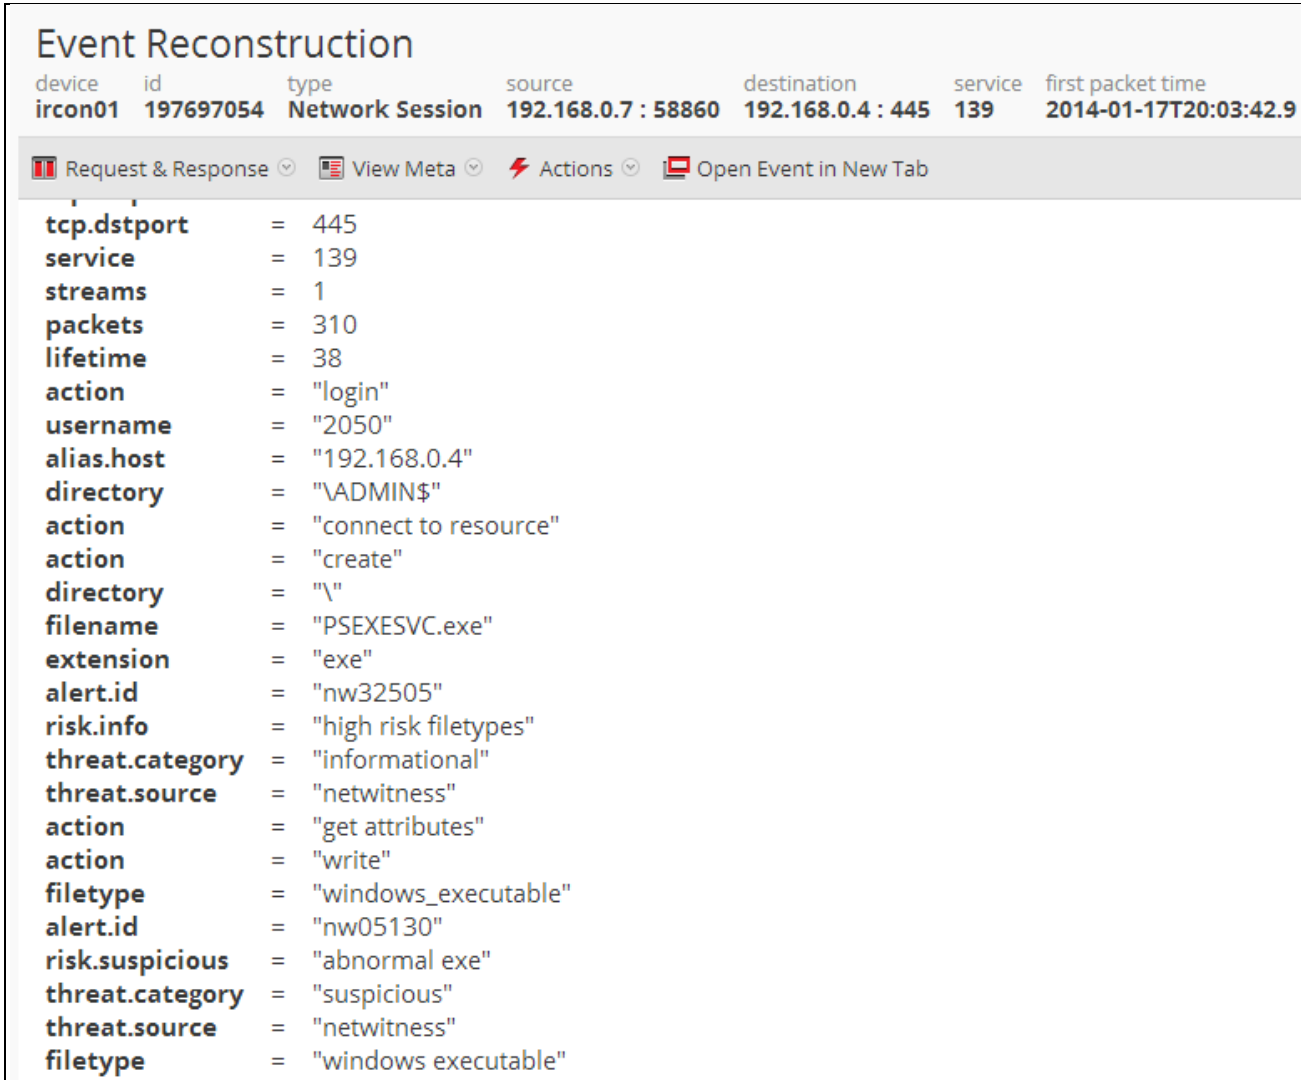 Event Reconstruction
device id type source destination service first packet time
ircon01 197697054 Network Session 192.168.0.7 : 58860 192.168.0.4 : 445 139 2014-01-17T20:03:42.9
Request & Response View Meta Actions Open Event in New Tab
tcp.dstport = 445
service = 139
streams = 1
packets = 310
lifetime = 38
action = "login"
username = "2050"
alias.host = "192.168.0.4"
directory = "\ADMIN$"
action = "connect to resource"
action = "create"
directory = "\"
filename = "PSEXESVC.exe"
extension = "exe"
alert.id = "nw32505"
risk.info = "high risk filetypes"
threat.category = "informational"
threat.source = "netwitness"
action = "get attributes"
action = "write"
filetype = "windows_executable"
alert.id = "nw05130"
risk.suspicious = "abnormal exe"
threat.category = "suspicious"
threat.source = "netwitness"
filetype = "windows executable"